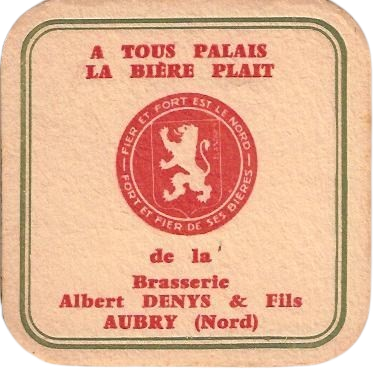 A TOUS PALAIS
LA BIÈRE PLAIT
FIER ET FORT EST LE NORD
FORT ET FIER DE SES BIÈRES
de la
Brasserie
Albert DENYS & Fils
AUBRY (Nord)